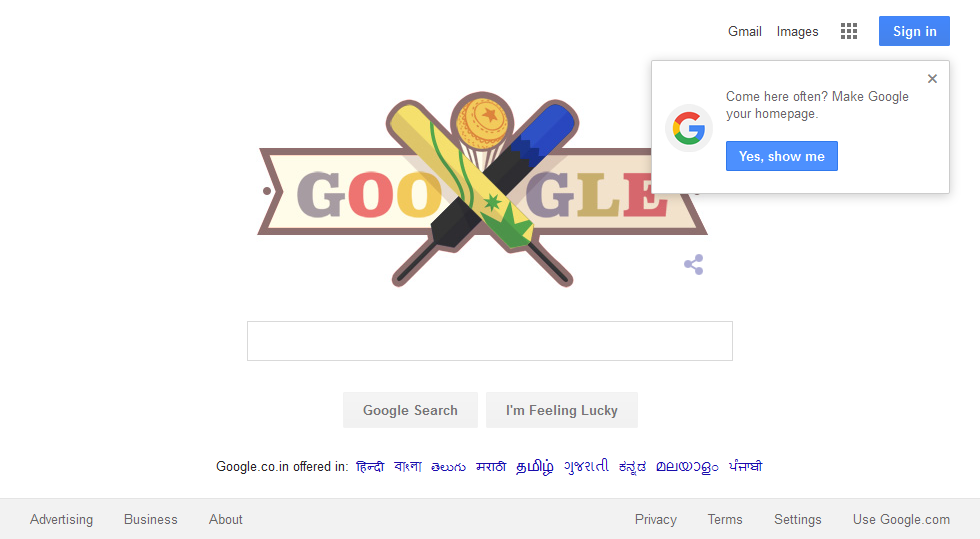 Gmail Images Sign in
Come here often? Make Google
your homepage.
Yes, show me
GOOGLE
Google Search I'm Feeling Lucky
Google.co.in offered in: हिन्दी বাংলা తెలుగు मराठी தமிழ் ગુજરાતી ಕನ್ನಡ മലയാളം ਪੰਜਾਬੀ
Advertising Business About Privacy Terms Settings Use Google.com